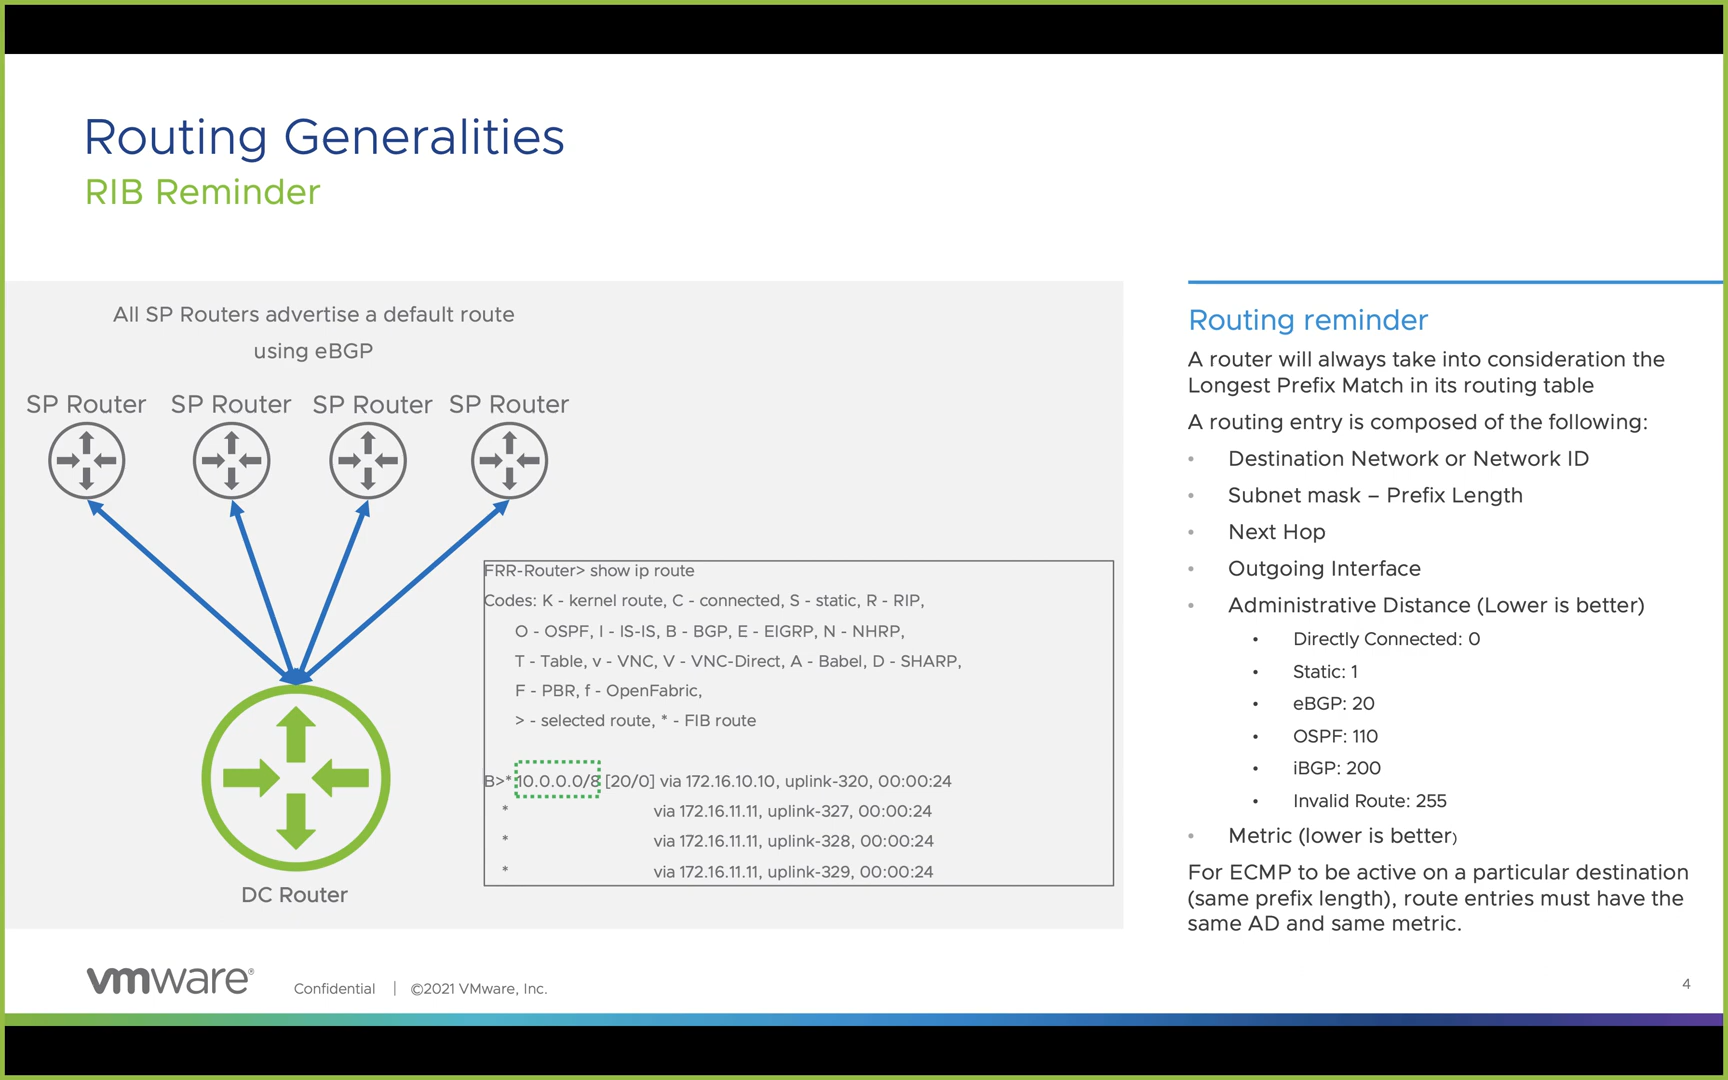 Routing Generalities
RIB Reminder
All SP Routers advertise a default route
using eBGP
SP Router SP Router SP Router SP Router
DC Router
FRR-Router> show ip route
Codes: K - kernel route, C - connected, S - static, R - RIP,
O - OSPF, I - IS-IS, B - BGP, E - EIGRP, N - NHRP,
T - Table, v - VNC, V - VNC-Direct, A - Babel, D - SHARP,
F - PBR, f - OpenFabric,
> - selected route, * - FIB route
B>* 10.0.0.0/8 [20/0] via 172.16.10.10, uplink-320, 00:00:24
* via 172.16.11.11, uplink-327, 00:00:24
* via 172.16.11.11, uplink-328, 00:00:24
* via 172.16.11.11, uplink-329, 00:00:24
Routing reminder
A router will always take into consideration the
Longest Prefix Match in its routing table
A routing entry is composed of the following:
• Destination Network or Network ID
• Subnet mask – Prefix Length
• Next Hop
• Outgoing Interface
• Administrative Distance (Lower is better)
• Directly Connected: 0
• Static: 1
• eBGP: 20
• OSPF: 110
• iBGP: 200
• Invalid Route: 255
• Metric (lower is better)
For ECMP to be active on a particular destination
(same prefix length), route entries must have the
same AD and same metric.
vmware® Confidential | ©2021 VMware, Inc.
4